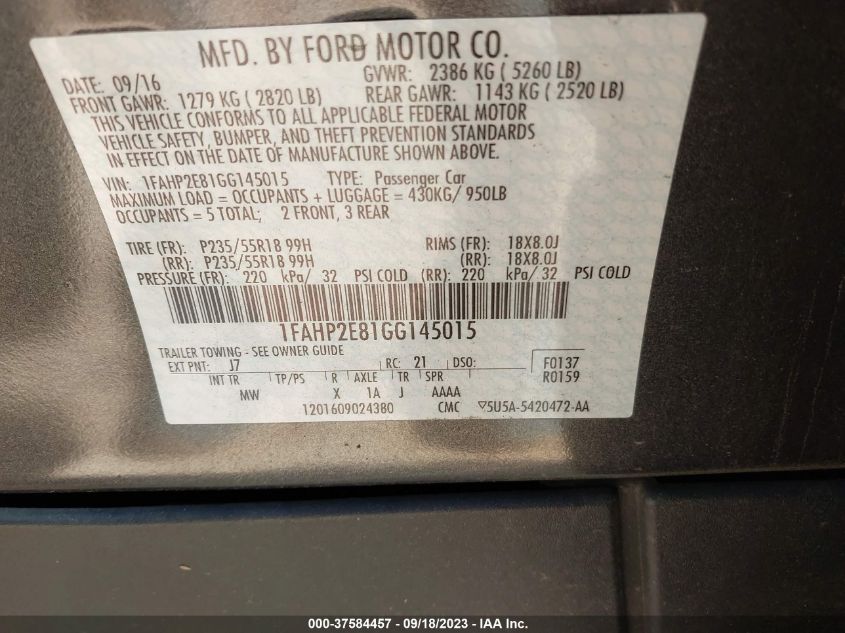 MFD. BY FORD MOTOR CO.
DATE: 09/16 GVWR: 2386 KG ( 5260 LB)
FRONT GAWR: 1279 KG ( 2820 LB) REAR GAWR: 1143 KG ( 2520 LB)
THIS VEHICLE CONFORMS TO ALL APPLICABLE FEDERAL MOTOR
VEHICLE SAFETY, BUMPER, AND THEFT PREVENTION STANDARDS
IN EFFECT ON THE DATE OF MANUFACTURE SHOWN ABOVE.
VIN: 1FAHP2E81GG145015 TYPE: Passenger Car
MAXIMUM LOAD = OCCUPANTS + LUGGAGE = 430KG/ 950LB
OCCUPANTS = 5 TOTAL; 2 FRONT, 3 REAR
TIRE (FR): P235/55R18 99H RIMS (FR): 18X8.0J
(RR): P235/55R18 99H (RR): 18X8.0J
PRESSURE (FR): 220 kPa/ 32 PSI COLD (RR): 220 kPa/ 32 PSI COLD
1FAHP2E81GG145015
TRAILER TOWING - SEE OWNER GUIDE
EXT PNT: J7 RC: 21 DSO: F0137
INT TR TP/PS R AXLE TR SPR R0159
MW X 1A J AAAA
1201609024380 CMC ▽5U5A-5420472-AA
000-37584457 - 09/18/2023 - IAA Inc.